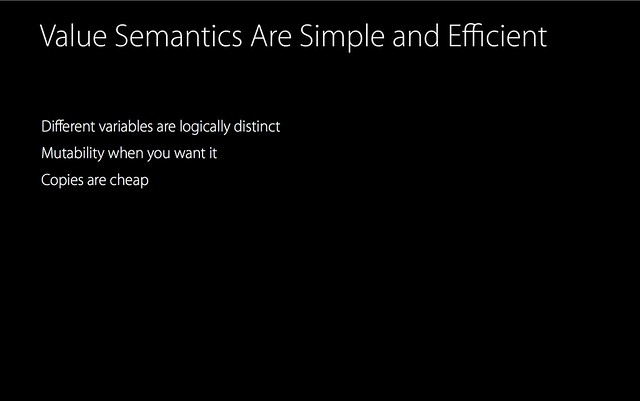 Value Semantics Are Simple and Efficient
Different variables are logically distinct
Mutability when you want it
Copies are cheap